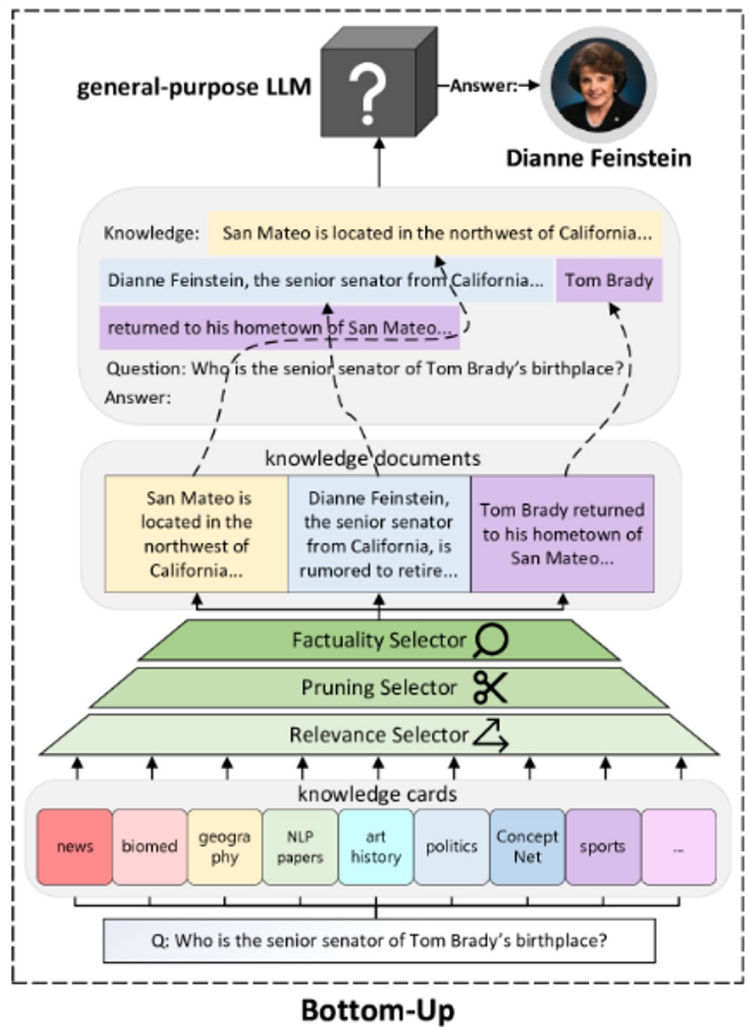 general-purpose LLM
?
Answer:
Dianne Feinstein
Knowledge: San Mateo is located in the northwest of California...
Dianne Feinstein, the senior senator from California... Tom Brady
returned to his hometown of San Mateo...
Question: Who is the senior senator of Tom Brady's birthplace?
Answer:
knowledge documents
San Mateo is
located in the
northwest of
California...
Dianne Feinstein,
the senior senator
from California, is
rumored to retire...
Tom Brady returned
to his hometown of
San Mateo...
Factuality Selector
Pruning Selector
Relevance Selector
knowledge cards
news
biomed
geogra
phy
NLP
papers
art
history
politics
Concept
Net
sports
...
Q: Who is the senior senator of Tom Brady's birthplace?
Bottom-Up